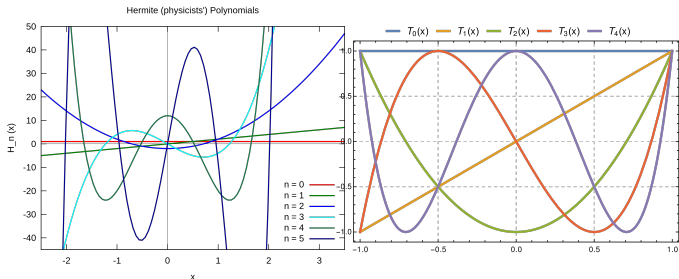 Hermite (physicists') Polynomials
H_n (x)
50
40
30
20
10
0
-10
-20
-30
-40
-2
-1
0
1
2
3
x
n = 0
n = 1
n = 2
n = 3
n = 4
n = 5
T0(x) T1(x) T2(x) T3(x) T4(x)
1.0
0.5
0.0
-0.5
-1.0
-1.0
-0.5
0.0
0.5
1.0